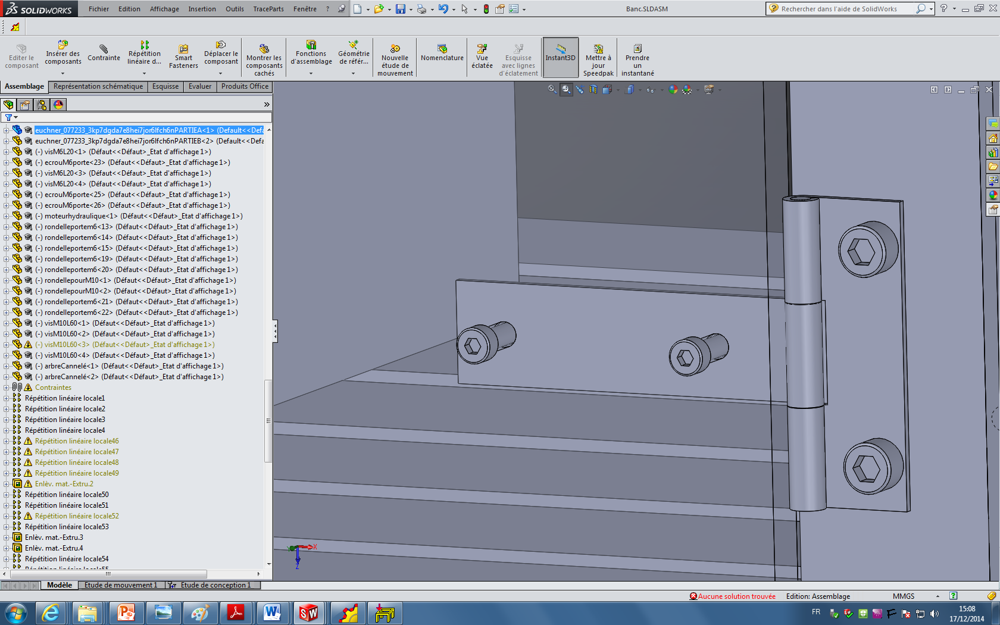 SOLIDWORKS
Fichier Edition Affichage Insertion Outils TraceParts Fenêtre ?
Banc.SLDASM
Rechercher dans l'aide de SolidWorks
Editer le composant
Insérer des composants
Contrainte
Répétition linéaire d...
Smart Fasteners
Déplacer le composant
Montrer les composants cachés
Fonctions d'assemblage
Géométrie de référ...
Nouvelle étude de mouvement
Nomenclature
Vue éclatée
Esquisse avec lignes d'éclatement
Instant3D
Mettre à jour Speedpak
Prendre un instantané
Assemblage Représentation schématique Esquisse Evaluer Produits Office
euchner_077233_3kp7dgda7e8hei7jor6lfch6nPARTIEA<1> (Default<<Defa
euchner_077233_3kp7dgda7e8hei7jor6lfch6nPARTIEB<2> (Default<<Defa
(-) visM6L20<1> (Défaut<<Défaut>_Etat d'affichage 1>)
(-) ecrouM6porte<23> (Défaut<<Défaut>_Etat d'affichage 1>)
(-) visM6L20<3> (Défaut<<Défaut>_Etat d'affichage 1>)
(-) visM6L20<4> (Défaut<<Défaut>_Etat d'affichage 1>)
(-) ecrouM6porte<25> (Défaut<<Défaut>_Etat d'affichage 1>)
(-) ecrouM6porte<26> (Défaut<<Défaut>_Etat d'affichage 1>)
(-) moteurhydraulique<1> (Défaut<<Défaut>_Etat d'affichage 1>)
(-) rondelleportem6<13> (Défaut<<Défaut>_Etat d'affichage 1>)
(-) rondelleportem6<14> (Défaut<<Défaut>_Etat d'affichage 1>)
(-) rondelleportem6<15> (Défaut<<Défaut>_Etat d'affichage 1>)
(-) rondelleportem6<19> (Défaut<<Défaut>_Etat d'affichage 1>)
(-) rondelleportem6<20> (Défaut<<Défaut>_Etat d'affichage 1>)
(-) rondellepourM10<1> (Défaut<<Défaut>_Etat d'affichage 1>)
(-) rondellepourM10<2> (Défaut<<Défaut>_Etat d'affichage 1>)
(-) rondelleportem6<21> (Défaut<<Défaut>_Etat d'affichage 1>)
(-) rondelleportem6<22> (Défaut<<Défaut>_Etat d'affichage 1>)
(-) visM10L60<1> (Défaut<<Défaut>_Etat d'affichage 1>)
(-) visM10L60<2> (Défaut<<Défaut>_Etat d'affichage 1>)
(-) visM10L60<3> (Défaut<<Défaut>_Etat d'affichage 1>)
(-) visM10L60<4> (Défaut<<Défaut>_Etat d'affichage 1>)
(-) arbreCannelé<1> (Défaut<<Défaut>_Etat d'affichage 1>)
(-) arbreCannelé<2> (Défaut<<Défaut>_Etat d'affichage 1>)
Contraintes
Répétition linéaire locale1
Répétition linéaire locale2
Répétition linéaire locale3
Répétition linéaire locale4
Répétition linéaire locale46
Répétition linéaire locale47
Répétition linéaire locale48
Répétition linéaire locale49
Enlèv. mat.-Extru.2
Répétition linéaire locale50
Répétition linéaire locale51
Répétition linéaire locale52
Répétition linéaire locale53
Enlèv. mat.-Extru.3
Enlèv. mat.-Extru.4
Répétition linéaire locale54
Répétition linéaire locale55
Y X
Z
Modèle Etude de mouvement 1 Etude de conception 1
Aucune solution trouvée Edition: Assemblage MMGS
FR
15:08
17/12/2014